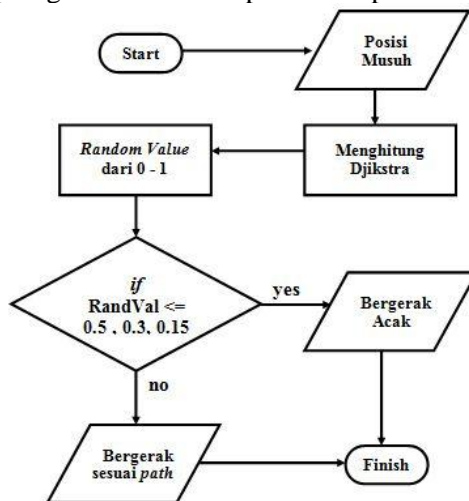 Start
Posisi
Musuh
Random Value
dari 0 - 1
Menghitung
Djikstra
if
RandVal <=
0.5 , 0.3, 0.15
yes
Bergerak
Acak
no
Bergerak
sesuai path
Finish